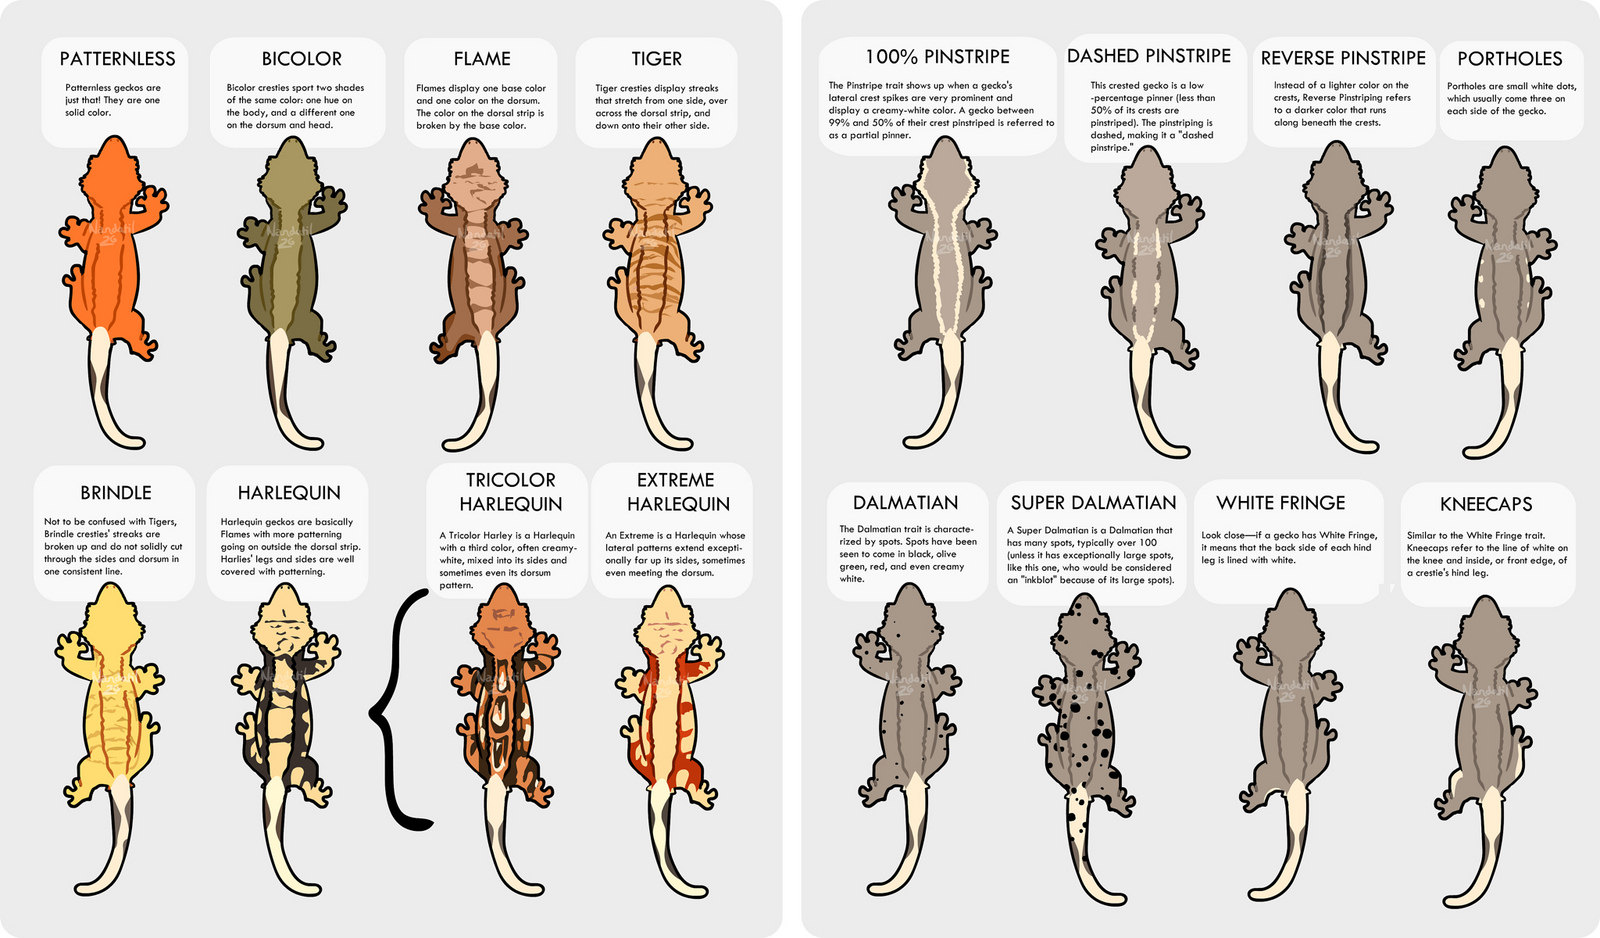 PATTERNLESS
Patternless geckos are
just that! They are one
solid color.
BICOLOR
Bicolor cresties sport two shades
of the same color: one hue on
the body, and a different one
on the dorsum and head.
FLAME
Flames display one base color
and one color on the dorsum.
The color on the dorsal strip is
broken by the base color.
TIGER
Tiger cresties display streaks
that stretch from one side, over
across the dorsal strip, and
down onto their other side.
BRINDLE
Not to be confused with Tigers,
Brindle cresties' streaks are
broken up and do not solidly cut
through the sides and dorsum in
one consistent line.
HARLEQUIN
Harlequin geckos are basically
Flames with more patterning
going on outside the dorsal strip.
Harlies' legs and sides are well
covered with patterning.
TRICOLOR
HARLEQUIN
A Tricolor Harley is a Harlequin
with a third color, often creamy-
white, mixed into its sides and
sometimes even its dorsum
pattern.
EXTREME
HARLEQUIN
An Extreme is a Harlequin whose
lateral patterns extend excepti-
onally far up its sides, sometimes
even meeting the dorsum.
100% PINSTRIPE
The Pinstripe trait shows up when a gecko's
lateral crest spikes are very prominent and
display a creamy-white color. A gecko between
99% and 50% of their crest pinstriped is referred to
as a partial pinner.
DASHED PINSTRIPE
This crested gecko is a low
-percentage pinner (less than
50% of its crests are
pinstriped). The pinstriping is
dashed, making it a "dashed
pinstripe."
REVERSE PINSTRIPE
Instead of a lighter color on the
crests, Reverse Pinstriping refers
to a darker color that runs
along beneath the crests.
PORTHOLES
Portholes are small white dots,
which usually come three on
each side of the gecko.
DALMATIAN
The Dalmatian trait is characte-
rized by spots. Spots have been
seen to come in black, olive
green, red, and even creamy
white.
SUPER DALMATIAN
A Super Dalmatian is a Dalmatian that
has many spots, typically over 100
(unless it has exceptionally large spots,
like this one, who would be considered
an "inkblot" because of its large spots).
WHITE FRINGE
Look close—if a gecko has White Fringe,
it means that the back side of each hind
leg is lined with white.
KNEECAPS
Similar to the White Fringe trait.
Kneecaps refer to the line of white on
the knee and inside, or front edge, of
a crestie's hind leg.